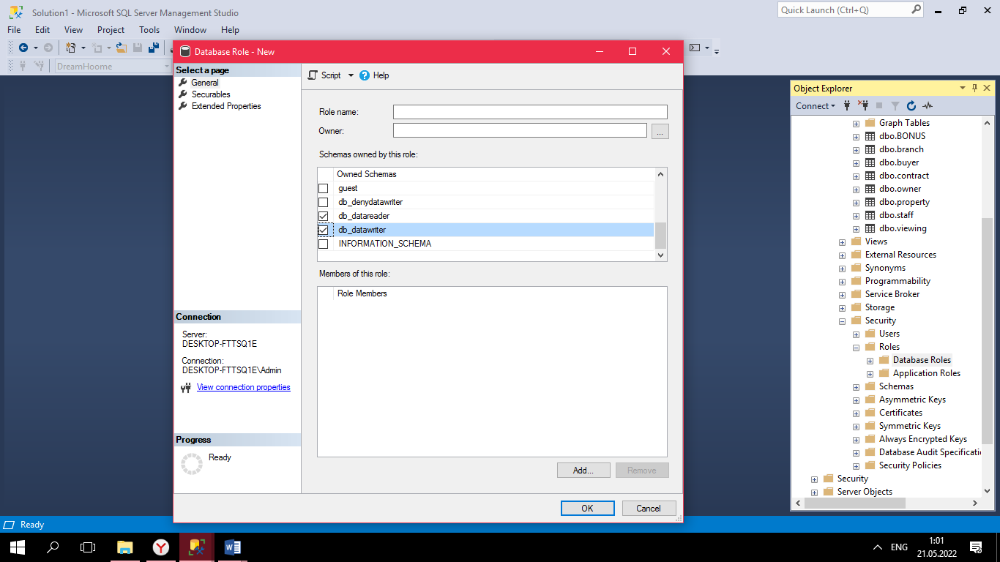 Solution1 - Microsoft SQL Server Management Studio
Quick Launch (Ctrl+Q)
File Edit View Project Tools Window Help
DreamHoome
Database Role - New
Select a page
General
Securables
Extended Properties
Script
Help
Role name:
Owner:
...
Schemas owned by this role:
Owned Schemas
guest
db_denydatawriter
db_datareader
db_datawriter
INFORMATION_SCHEMA
Members of this role:
Role Members
Add...
Remove
OK
Cancel
Connection
Server:
DESKTOP-FTTSQ1E
Connection:
DESKTOP-FTTSQ1E\Admin
View connection properties
Progress
Ready
Object Explorer
Connect
Graph Tables
dbo.BONUS
dbo.branch
dbo.buyer
dbo.contract
dbo.owner
dbo.property
dbo.staff
dbo.viewing
Views
External Resources
Synonyms
Programmability
Service Broker
Storage
Security
Users
Roles
Database Roles
Application Roles
Schemas
Asymmetric Keys
Certificates
Symmetric Keys
Always Encrypted Keys
Database Audit Specificatio
Security Policies
Security
Server Objects
Ready
ENG
1:01
21.05.2022